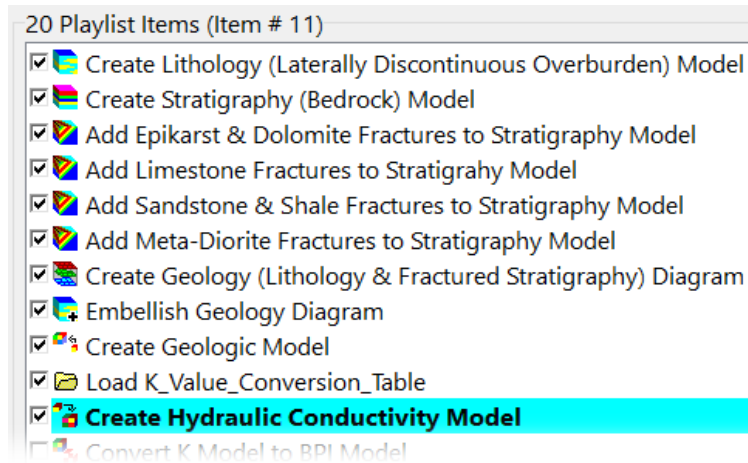 20 Playlist Items (Item # 11)
Create Lithology (Laterally Discontinuous Overburden) Model
Create Stratigraphy (Bedrock) Model
Add Epikarst & Dolomite Fractures to Stratigraphy Model
Add Limestone Fractures to Stratigrahy Model
Add Sandstone & Shale Fractures to Stratigraphy Model
Add Meta-Diorite Fractures to Stratigraphy Model
Create Geology (Lithology & Fractured Stratigraphy) Diagram
Embellish Geology Diagram
Create Geologic Model
Load K_Value_Conversion_Table
Create Hydraulic Conductivity Model
Convert K Model to BPI Model